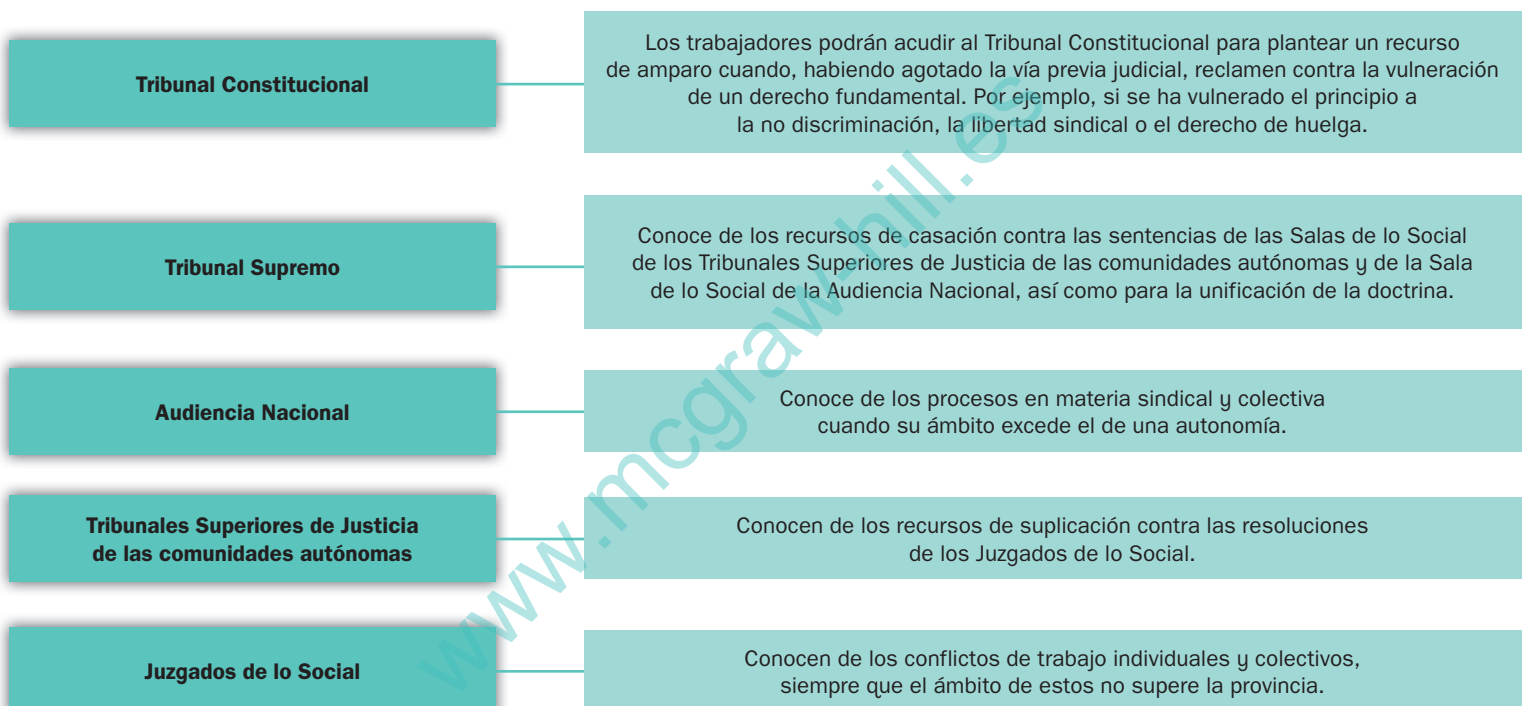 Tribunal Constitucional
Los trabajadores podrán acudir al Tribunal Constitucional para plantear un recurso
de amparo cuando, habiendo agotado la vía previa judicial, reclamen contra la vulneración
de un derecho fundamental. Por ejemplo, si se ha vulnerado el principio a
la no discriminación, la libertad sindical o el derecho de huelga.
Tribunal Supremo
Conoce de los recursos de casación contra las sentencias de las Salas de lo Social
de los Tribunales Superiores de Justicia de las comunidades autónomas y de la Sala
de lo Social de la Audiencia Nacional, así como para la unificación de la doctrina.
Audiencia Nacional
Conoce de los procesos en materia sindical y colectiva
cuando su ámbito excede el de una autonomía.
Tribunales Superiores de Justicia
de las comunidades autónomas
Conocen de los recursos de suplicación contra las resoluciones
de los Juzgados de lo Social.
Juzgados de lo Social
Conocen de los conflictos de trabajo individuales y colectivos,
siempre que el ámbito de estos no supere la provincia.
www.mcgraw-hill.es